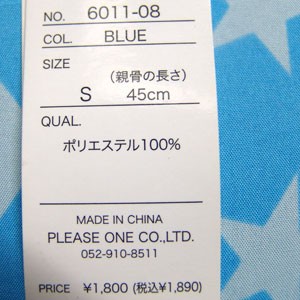 NO. 6011-08
COL. BLUE
SIZE
(親骨の長さ)
S 45cm
QUAL.
ポリエステル100%
MADE IN CHINA
PLEASE ONE CO.,LTD.
052-910-8511
PRICE ¥1,800 (税込¥1,890)